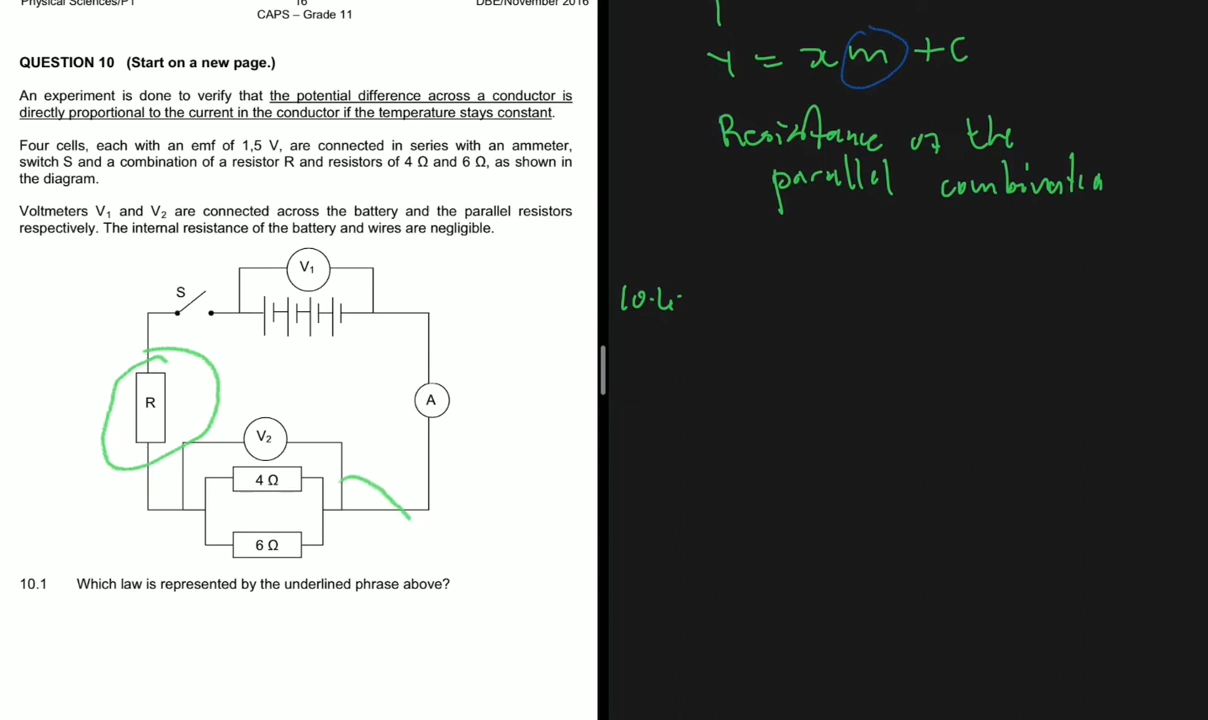 Physical Sciences/P1 16 DBE/November 2016
CAPS – Grade 11
QUESTION 10 (Start on a new page.)
An experiment is done to verify that the potential difference across a conductor is
directly proportional to the current in the conductor if the temperature stays constant.
Four cells, each with an emf of 1,5 V, are connected in series with an ammeter,
switch S and a combination of a resistor R and resistors of 4 Ω and 6 Ω, as shown in
the diagram.
Voltmeters V₁ and V₂ are connected across the battery and the parallel resistors
respectively. The internal resistance of the battery and wires are negligible.
V₁
S
R
A
V₂
4 Ω
6 Ω
10.1 Which law is represented by the underlined phrase above?
y = xm + c
Resistance of the
parallel combination
10.4.